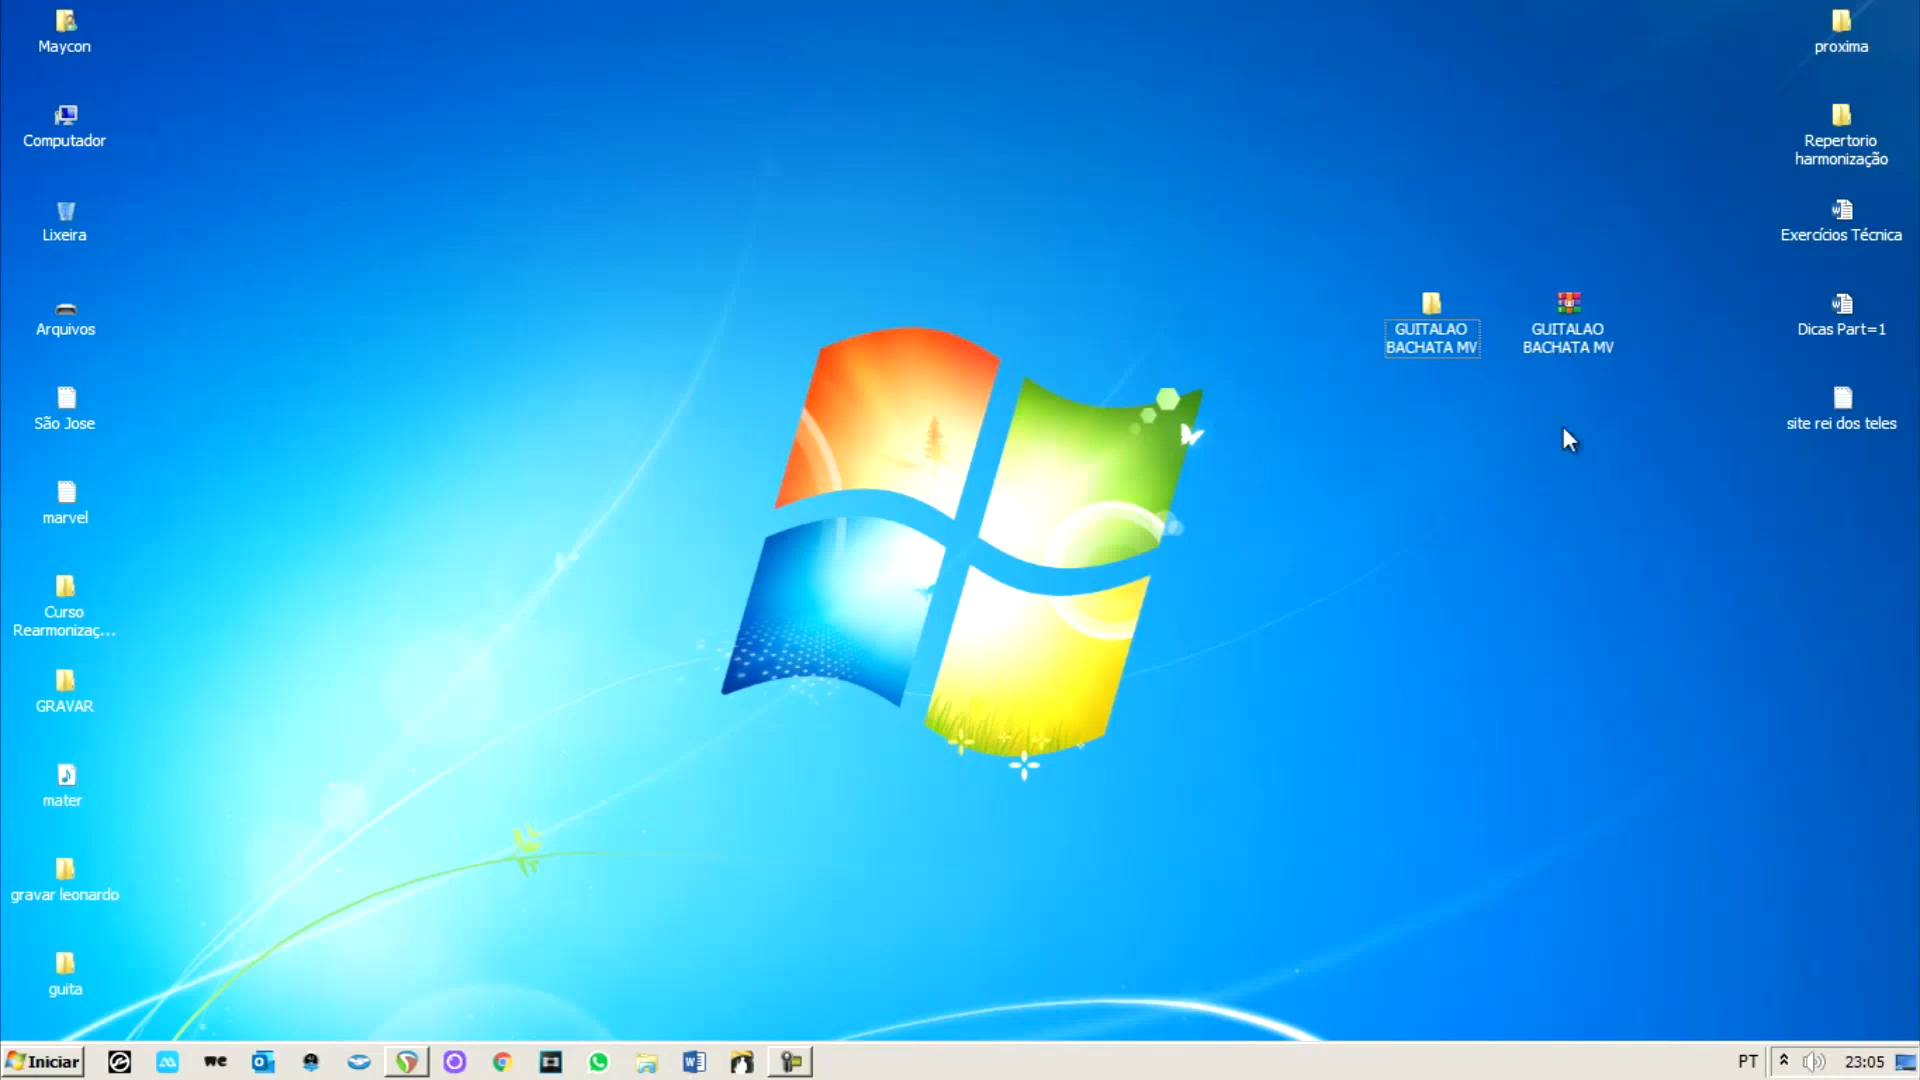 Maycon
Computador
Lixeira
Arquivos
São Jose
marvel
Curso
Rearmonizaç...
GRAVAR
mater
gravar leonardo
guita
GUITALAO
BACHATA MV
GUITALAO
BACHATA MV
proxima
Repertorio
harmonização
Exercícios Técnica
Dicas Part=1
site rei dos teles
Iniciar
we
PT
23:05